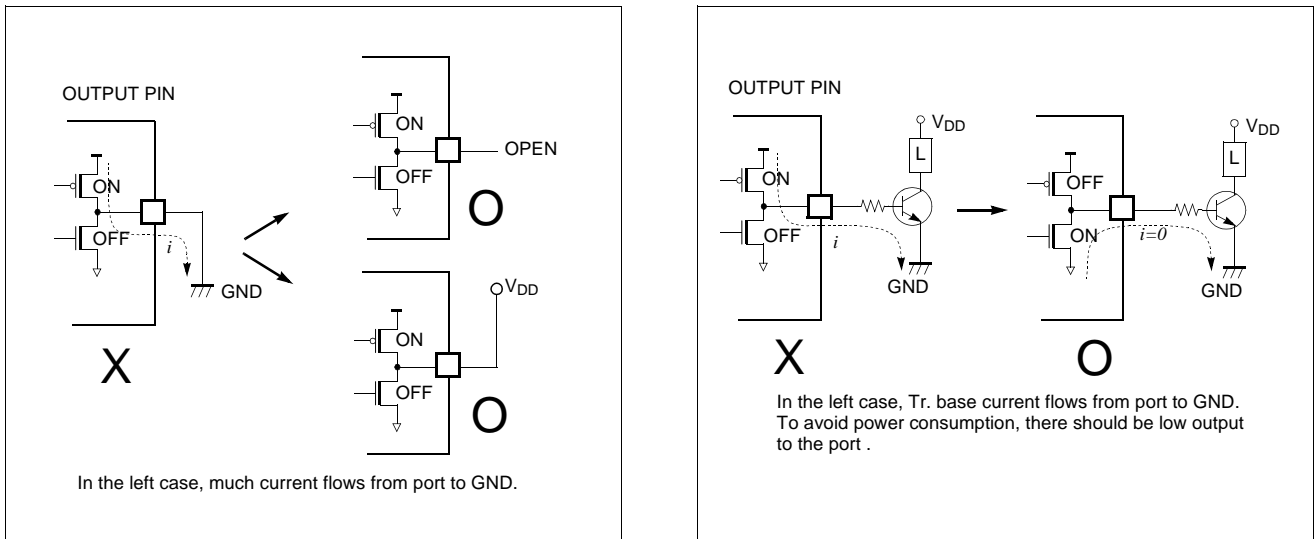 OUTPUT PIN
ON
OFF
i
GND
X
ON
OFF
OPEN
O
VDD
ON
OFF
O
In the left case, much current flows from port to GND.
OUTPUT PIN
VDD
L
ON
OFF
i
GND
X
VDD
L
OFF
ON
i=0
GND
O
In the left case, Tr. base current flows from port to GND.
To avoid power consumption, there should be low output
to the port .